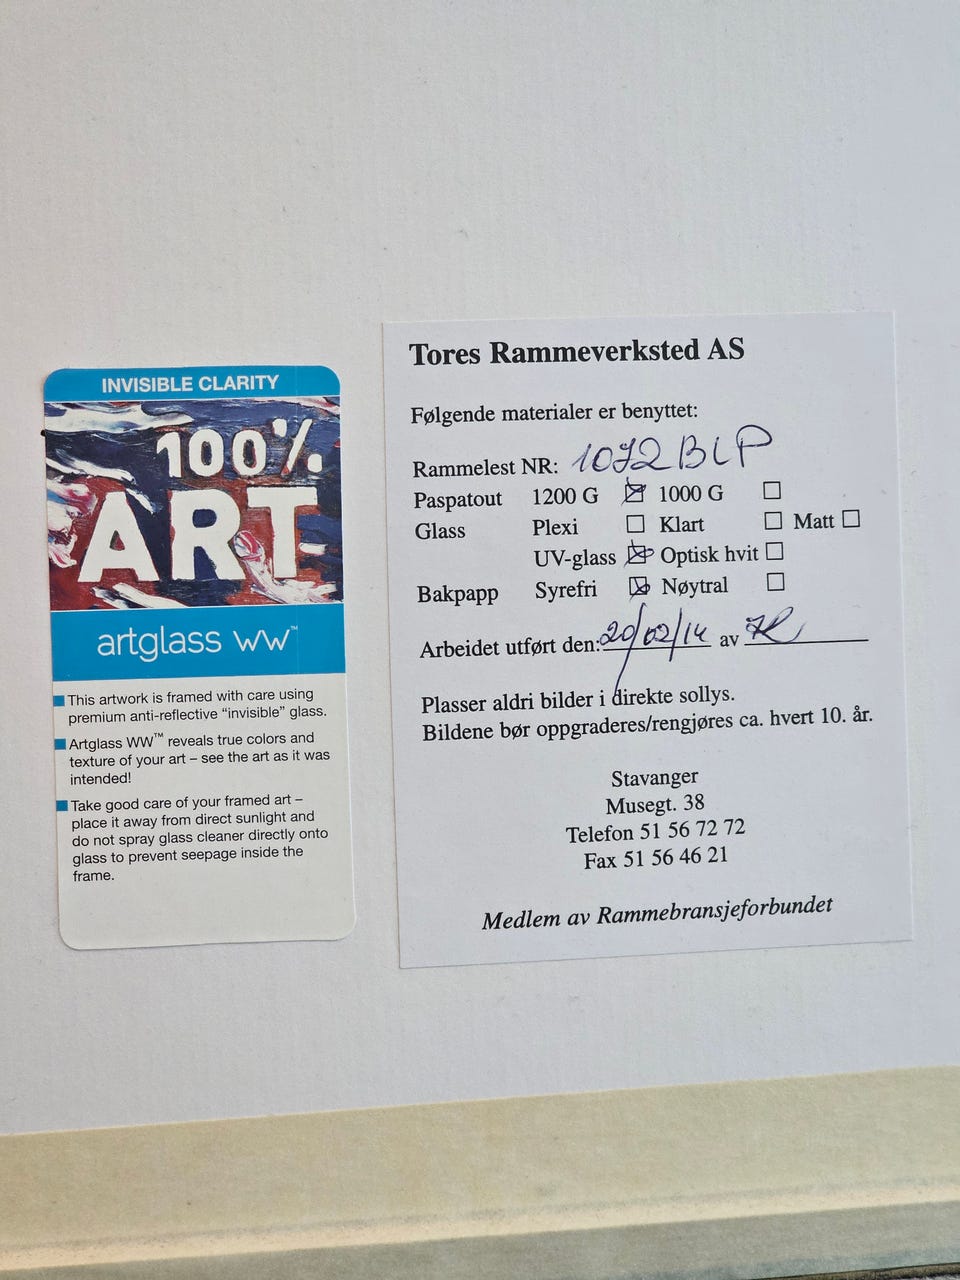 INVISIBLE CLARITY
100%
ART
artglass ww™
This artwork is framed with care using
premium anti-reflective “invisible” glass.
Artglass WW™ reveals true colors and
texture of your art – see the art as it was
intended!
Take good care of your framed art –
place it away from direct sunlight and
do not spray glass cleaner directly onto
glass to prevent seepage inside the
frame.
Tores Rammeverksted AS
Følgende materialer er benyttet:
Rammelest NR: 1072 BLP
Paspatout 1200 G ☒ 1000 G ☐
Glass Plexi ☐ Klart ☐ Matt ☐
UV-glass ☒ Optisk hvit ☐
Bakpapp Syrefri ☒ Nøytral ☐
Arbeidet utført den: 20/02/14 av
Plasser aldri bilder i direkte sollys.
Bildene bør oppgraderes/rengjøres ca. hvert 10. år.
Stavanger
Musegt. 38
Telefon 51 56 72 72
Fax 51 56 46 21
Medlem av Rammebransjeforbundet